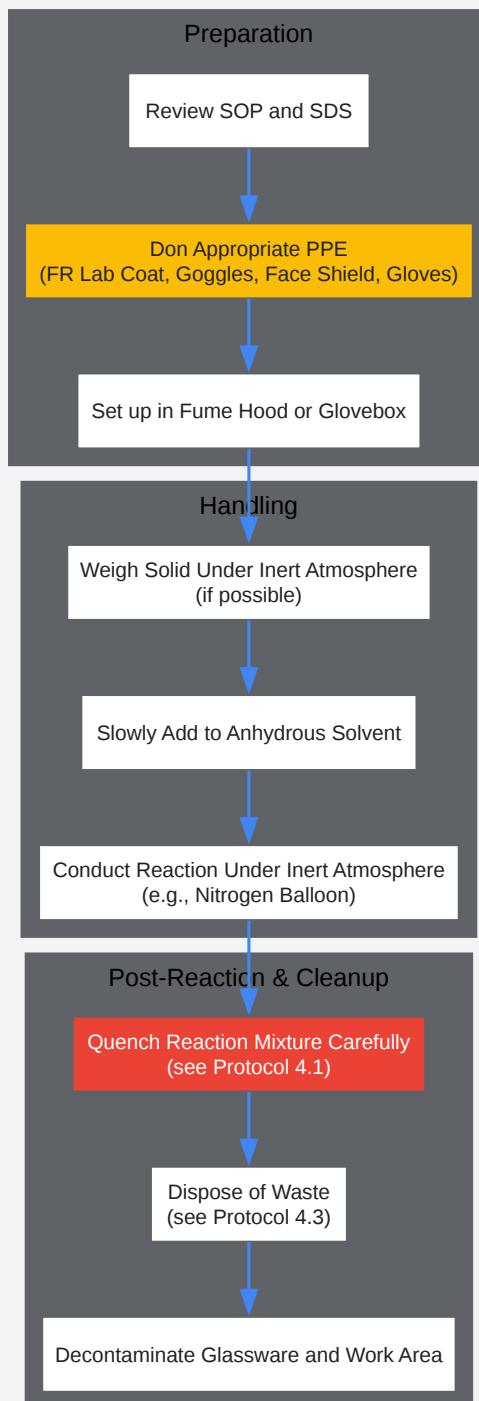 Preparation
Review SOP and SDS
Don Appropriate PPE
(FR Lab Coat, Goggles, Face Shield, Gloves)
Set up in Fume Hood or Glovebox
Handling
Weigh Solid Under Inert Atmosphere
(if possible)
Slowly Add to Anhydrous Solvent
Conduct Reaction Under Inert Atmosphere
(e.g., Nitrogen Balloon)
Post-Reaction & Cleanup
Quench Reaction Mixture Carefully
(see Protocol 4.1)
Dispose of Waste
(see Protocol 4.3)
Decontaminate Glassware and Work Area